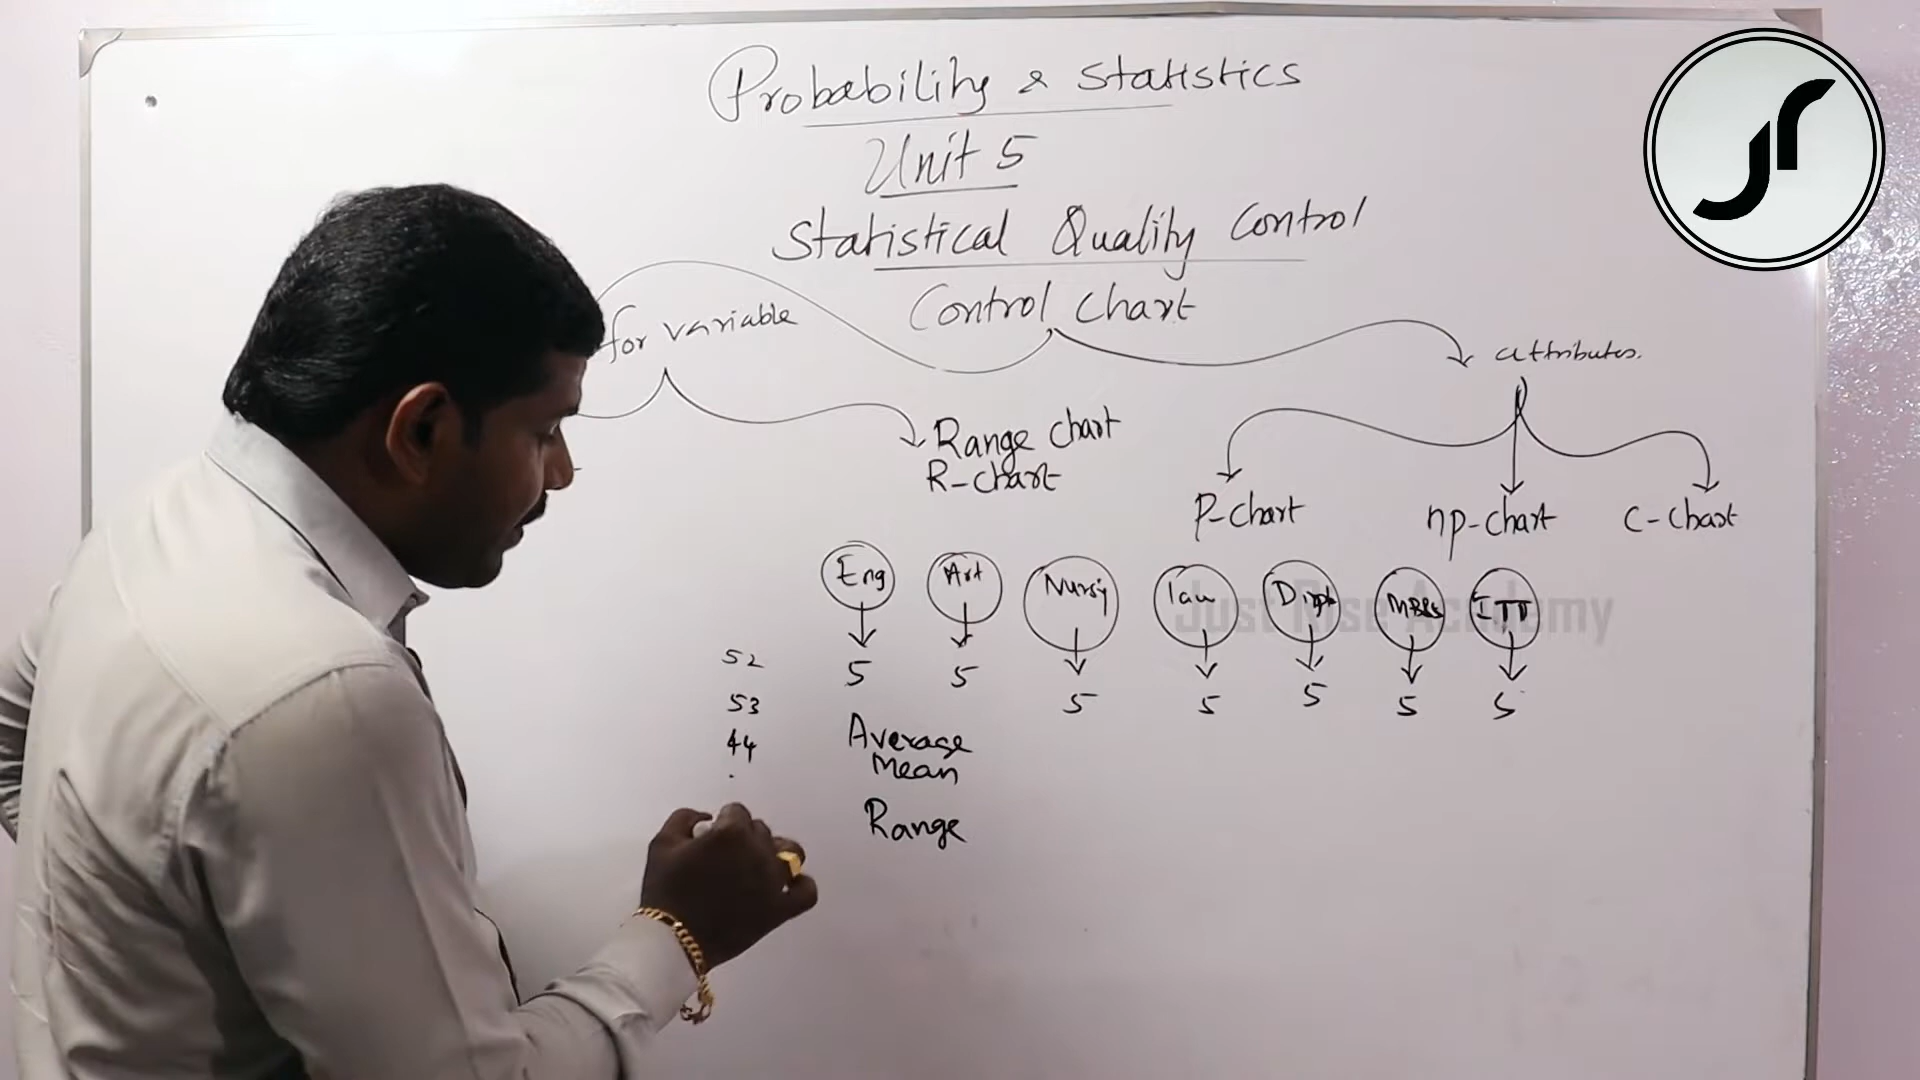 Probability & Statistics
Unit 5
Statistical Quality Control
Control Chart
for variable
attributes.
Range Chart
R-chart
P-chart
np-chart
C-Chart
Eng
Art
Law
MBBS
ITI
5
5
5
5
5
5
5
52
53
44
Average
Mean
Range
Just Rise Academy